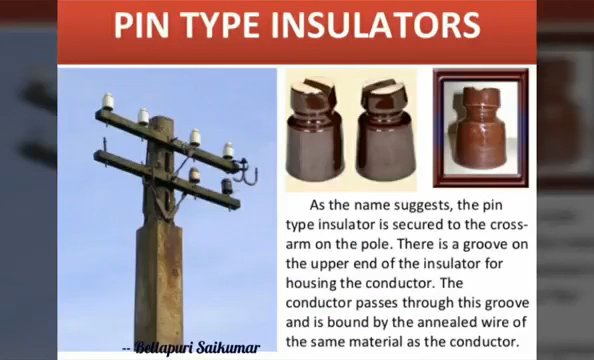 PIN TYPE INSULATORS
As the name suggests, the pin
type insulator is secured to the cross-
arm on the pole. There is a groove on
the upper end of the insulator for
housing the conductor. The
conductor passes through this groove
and is bound by the annealed wire of
the same material as the conductor.
-- Bellapuri Saikumar